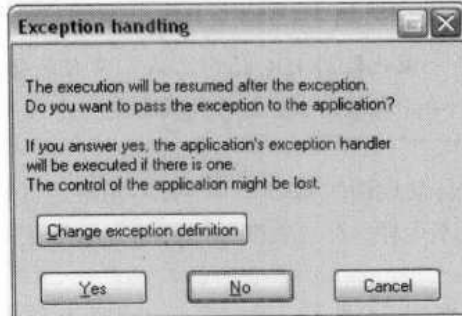 Exception handling
The execution will be resumed after the exception.
Do you want to pass the exception to the application?
If you answer yes, the application's exception handler
will be executed if there is one.
The control of the application might be lost.
Change exception definition
Yes No Cancel